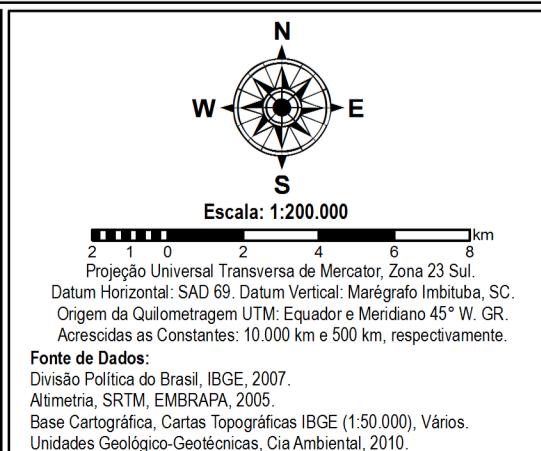 N
W E
S
Escala: 1:200.000
km
2 1 0 2 4 6 8
Projeção Universal Transversa de Mercator, Zona 23 Sul.
Datum Horizontal: SAD 69. Datum Vertical: Marégrafo Imbituba, SC.
Origem da Quilometragem UTM: Equador e Meridiano 45° W. GR.
Acrescidas as Constantes: 10.000 km e 500 km, respectivamente.
Fonte de Dados:
Divisão Política do Brasil, IBGE, 2007.
Altimetria, SRTM, EMBRAPA, 2005.
Base Cartográfica, Cartas Topográficas IBGE (1:50.000), Vários.
Unidades Geológico-Geotécnicas, Cia Ambiental, 2010.